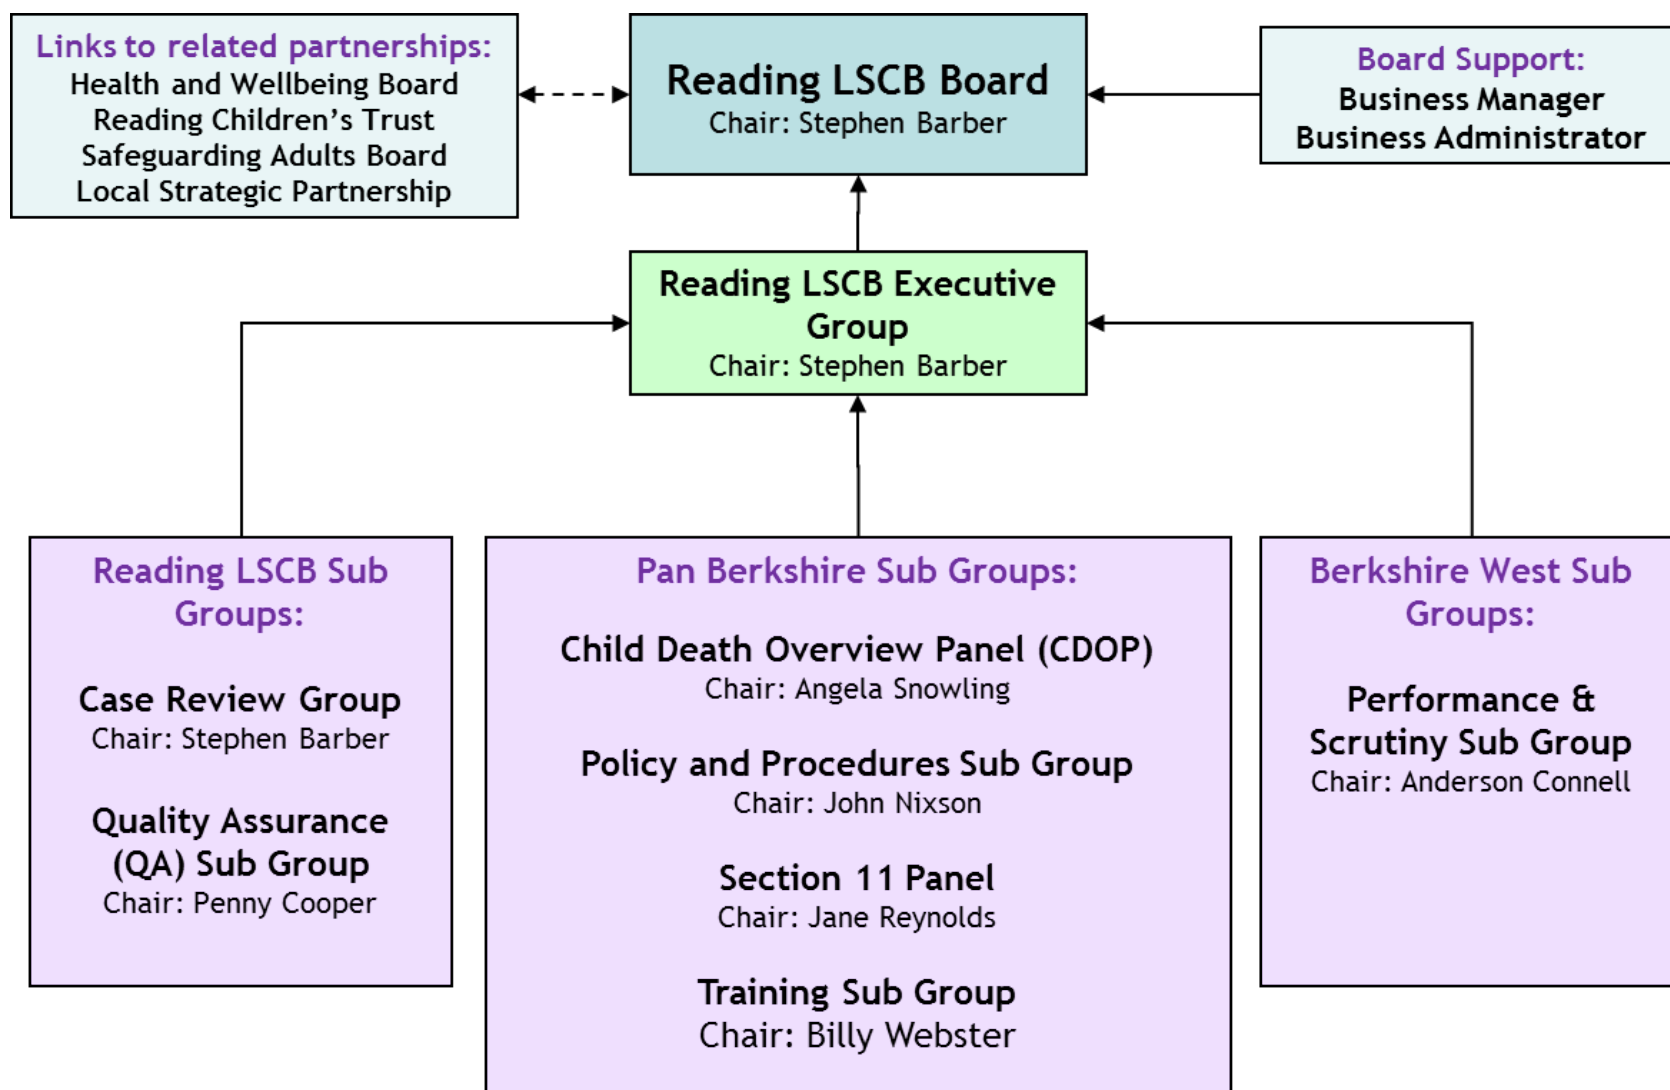 Links to related partnerships:
Health and Wellbeing Board
Reading Children's Trust
Safeguarding Adults Board
Local Strategic Partnership
Reading LSCB Board
Chair: Stephen Barber
Board Support:
Business Manager
Business Administrator
Reading LSCB Executive
Group
Chair: Stephen Barber
Reading LSCB Sub
Groups:
Case Review Group
Chair: Stephen Barber
Quality Assurance
(QA) Sub Group
Chair: Penny Cooper
Pan Berkshire Sub Groups:
Child Death Overview Panel (CDOP)
Chair: Angela Snowling
Policy and Procedures Sub Group
Chair: John Nixson
Section 11 Panel
Chair: Jane Reynolds
Training Sub Group
Chair: Billy Webster
Berkshire West Sub
Groups:
Performance &
Scrutiny Sub Group
Chair: Anderson Connell